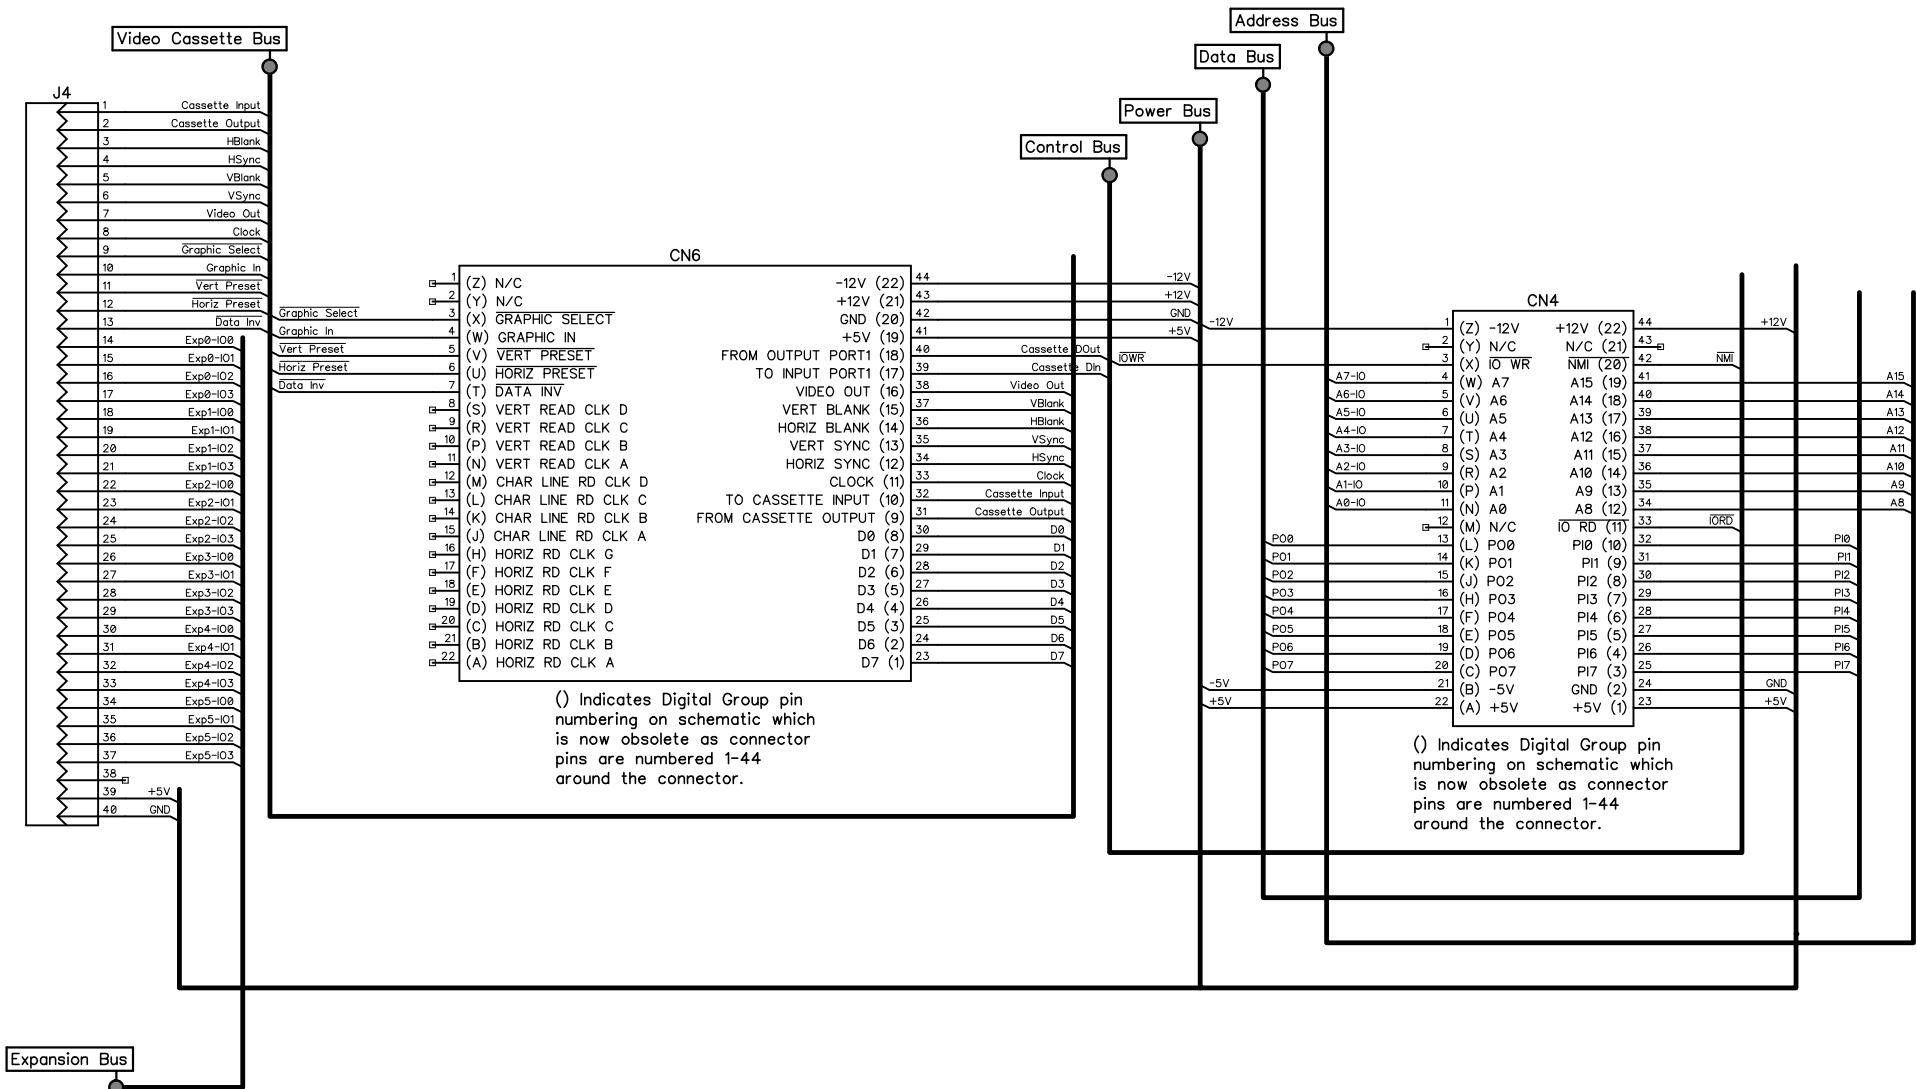 Video Cassette Bus
Address Bus
Data Bus
Power Bus
Control Bus
Expansion Bus
J4
1 Cassette Input
2 Cassette Output
3 HBlank
4 HSync
5 VBlank
6 VSync
7 Video Out
8 Clock
9 Graphic Select
10 Graphic In
11 Vert Preset
12 Horiz Preset
13 Data Inv
14 Exp0-IO0
15 Exp0-IO1
16 Exp0-IO2
17 Exp0-IO3
18 Exp1-IO0
19 Exp1-IO1
20 Exp1-IO2
21 Exp1-IO3
22 Exp2-IO0
23 Exp2-IO1
24 Exp2-IO2
25 Exp2-IO3
26 Exp3-IO0
27 Exp3-IO1
28 Exp3-IO2
29 Exp3-IO3
30 Exp4-IO0
31 Exp4-IO1
32 Exp4-IO2
33 Exp4-IO3
34 Exp5-IO0
35 Exp5-IO1
36 Exp5-IO2
37 Exp5-IO3
38
39 +5V
40 GND
CN6
1 (Z) N/C -12V (22) 44 -12V
2 (Y) N/C +12V (21) 43 +12V
Graphic Select 3 (X) GRAPHIC SELECT GND (20) 42 GND
Graphic In 4 (W) GRAPHIC IN +5V (19) 41 +5V
Vert Preset 5 (V) VERT PRESET FROM OUTPUT PORT1 (18) 40 Cassette DOut
Horiz Preset 6 (U) HORIZ PRESET TO INPUT PORT1 (17) 39 Cassette DIn
Data Inv 7 (T) DATA INV VIDEO OUT (16) 38 Video Out
8 (S) VERT READ CLK D VERT BLANK (15) 37 VBlank
9 (R) VERT READ CLK C HORIZ BLANK (14) 36 HBlank
10 (P) VERT READ CLK B VERT SYNC (13) 35 VSync
11 (N) VERT READ CLK A HORIZ SYNC (12) 34 HSync
12 (M) CHAR LINE RD CLK D CLOCK (11) 33 Clock
13 (L) CHAR LINE RD CLK C TO CASSETTE INPUT (10) 32 Cassette Input
14 (K) CHAR LINE RD CLK B FROM CASSETTE OUTPUT (9) 31 Cassette Output
15 (J) CHAR LINE RD CLK A D0 (8) 30 D0
16 (H) HORIZ RD CLK G D1 (7) 29 D1
17 (F) HORIZ RD CLK F D2 (6) 28 D2
18 (E) HORIZ RD CLK E D3 (5) 27 D3
19 (D) HORIZ RD CLK D D4 (4) 26 D4
20 (C) HORIZ RD CLK C D5 (3) 25 D5
21 (B) HORIZ RD CLK B D6 (2) 24 D6
22 (A) HORIZ RD CLK A D7 (1) 23 D7
() Indicates Digital Group pin
numbering on schematic which
is now obsolete as connector
pins are numbered 1-44
around the connector.
CN4
-12V 1 (Z) -12V +12V (22) 44 +12V
2 (Y) N/C N/C (21) 43
IOWR 3 (X) IO WR NMI (20) 42 NMI
A7-IO 4 (W) A7 A15 (19) 41 A15
A6-IO 5 (V) A6 A14 (18) 40 A14
A5-IO 6 (U) A5 A13 (17) 39 A13
A4-IO 7 (T) A4 A12 (16) 38 A12
A3-IO 8 (S) A3 A11 (15) 37 A11
A2-IO 9 (R) A2 A10 (14) 36 A10
A1-IO 10 (P) A1 A9 (13) 35 A9
A0-IO 11 (N) A0 A8 (12) 34 A8
12 (M) N/C IO RD (11) 33 IORD
PO0 13 (L) PO0 PI0 (10) 32 PI0
PO1 14 (K) PO1 PI1 (9) 31 PI1
PO2 15 (J) PO2 PI2 (8) 30 PI2
PO3 16 (H) PO3 PI3 (7) 29 PI3
PO4 17 (F) PO4 PI4 (6) 28 PI4
PO5 18 (E) PO5 PI5 (5) 27 PI5
PO6 19 (D) PO6 PI6 (4) 26 PI6
PO7 20 (C) PO7 PI7 (3) 25 PI7
-5V 21 (B) -5V GND (2) 24 GND
+5V 22 (A) +5V +5V (1) 23 +5V
() Indicates Digital Group pin
numbering on schematic which
is now obsolete as connector
pins are numbered 1-44
around the connector.